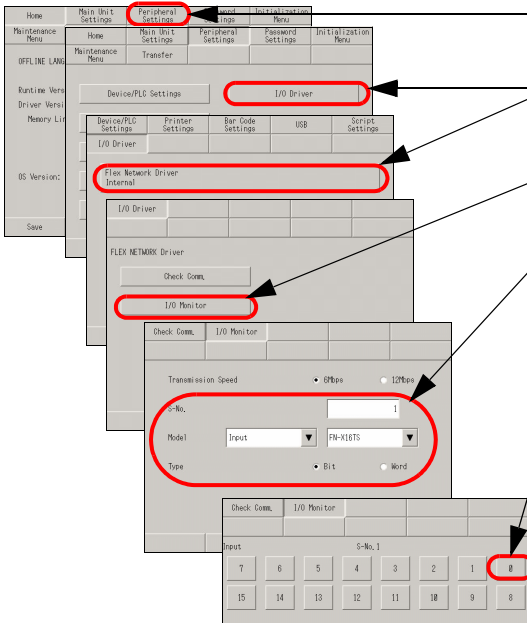 Home
Main Unit Settings
Peripheral Settings
Initialization Menu
Maintenance Menu
OFFLINE LANG
Runtime Vers
Driver Versi
Memory Lin
OS Version:
Save
Home
Main Unit Settings
Peripheral Settings
Password Settings
Initialization Menu
Maintenance Menu
Transfer
Device/PLC Settings
I/O Driver
Device/PLC Settings
Printer Settings
Bar Code Settings
USB
Script Settings
I/O Driver
Flex Network Driver
Internal
I/O Driver
FLEX NETWORK Driver
Check Comm.
I/O Monitor
Check Comm.
I/O Monitor
Transmission Speed
6Mbps
12Mbps
S-No.
1
Model
Input
FN-X16TS
Type
Bit
Word
Check Comm.
I/O Monitor
Input
S-No.1
7 6 5 4 3 2 1 0
15 14 13 12 11 10 9 8